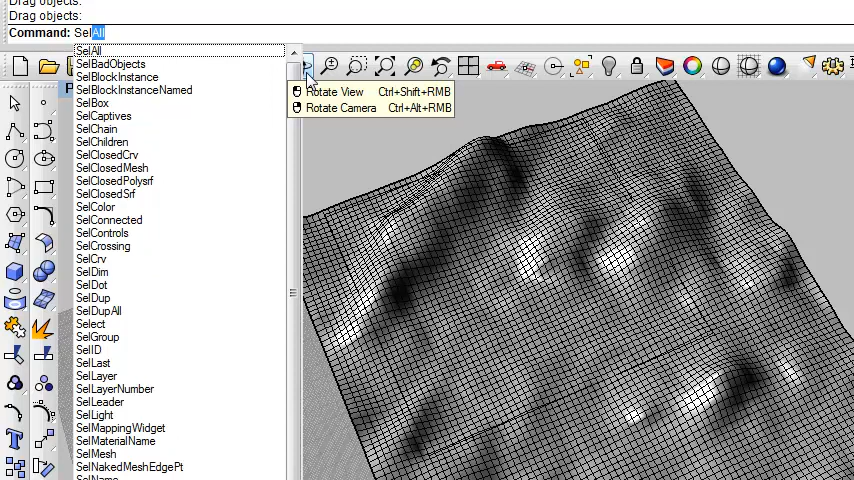 Drag objects:
Drag objects:
Command: SelAll
SelAll
SelBadObjects
SelBlockInstance
SelBlockInstanceNamed
SelBox
SelCaptives
SelChain
SelChildren
SelClosedCrv
SelClosedMesh
SelClosedPolysrf
SelClosedSrf
SelColor
SelConnected
SelControls
SelCrossing
SelCrv
SelDim
SelDot
SelDup
SelDupAll
Select
SelGroup
SelID
SelLast
SelLayer
SelLayerNumber
SelLeader
SelLight
SelMappingWidget
SelMaterialName
SelMesh
SelNakedMeshEdgePt
SelName
Rotate View Ctrl+Shift+RMB
Rotate Camera Ctrl+Alt+RMB
P